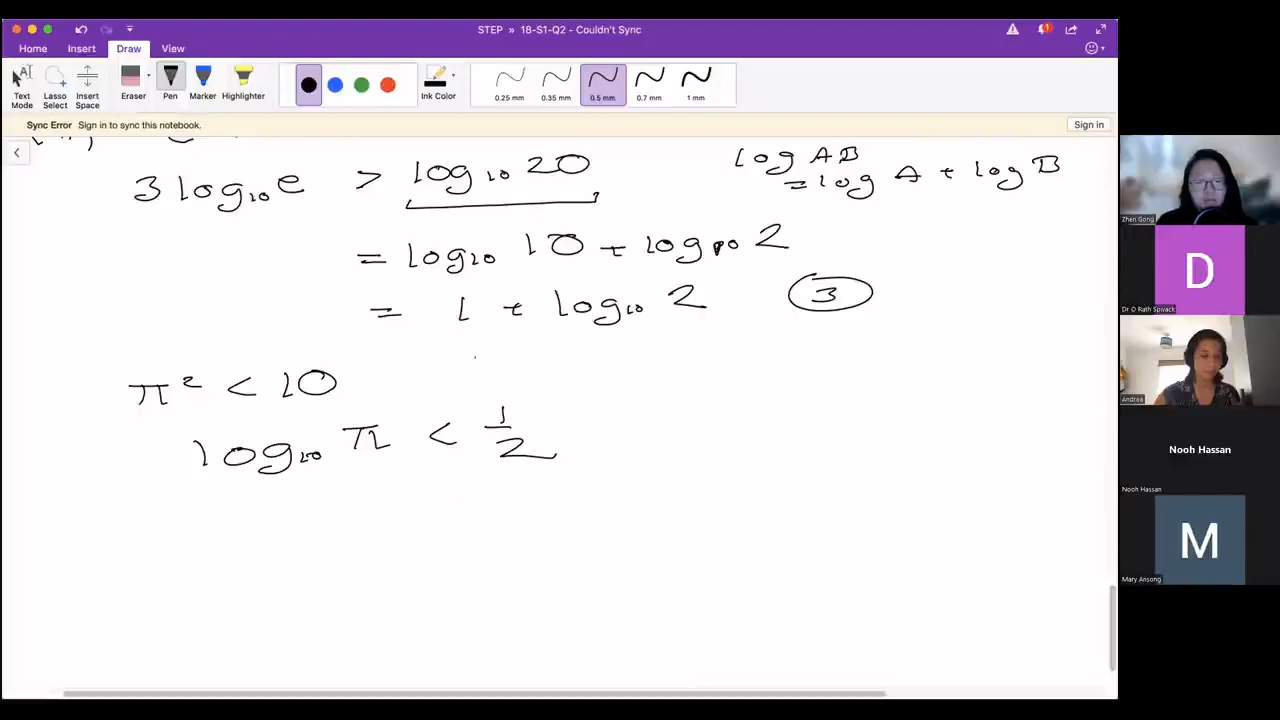 STEP » 18-S1-Q2 - Couldn't Sync
1
Home Insert Draw View
Text Mode
Lasso Select
Insert Space
Eraser
Pen
Marker
Highlighter
Ink Color
0.25 mm
0.35 mm
0.5 mm
0.7 mm
1 mm
Sync Error Sign in to sync this notebook.
Sign in
3 log₁₀ e > log₁₀ 20
log AB
= log A + log B
= log₁₀ 10 + log₁₀ 2
= 1 + log₁₀ 2 3
π² < 10
log₁₀ π < 1/2
Zhen Gong
D
Dr O Rath Spivack
Andrea
Nooh Hassan
Nooh Hassan
M
Mary Ansong